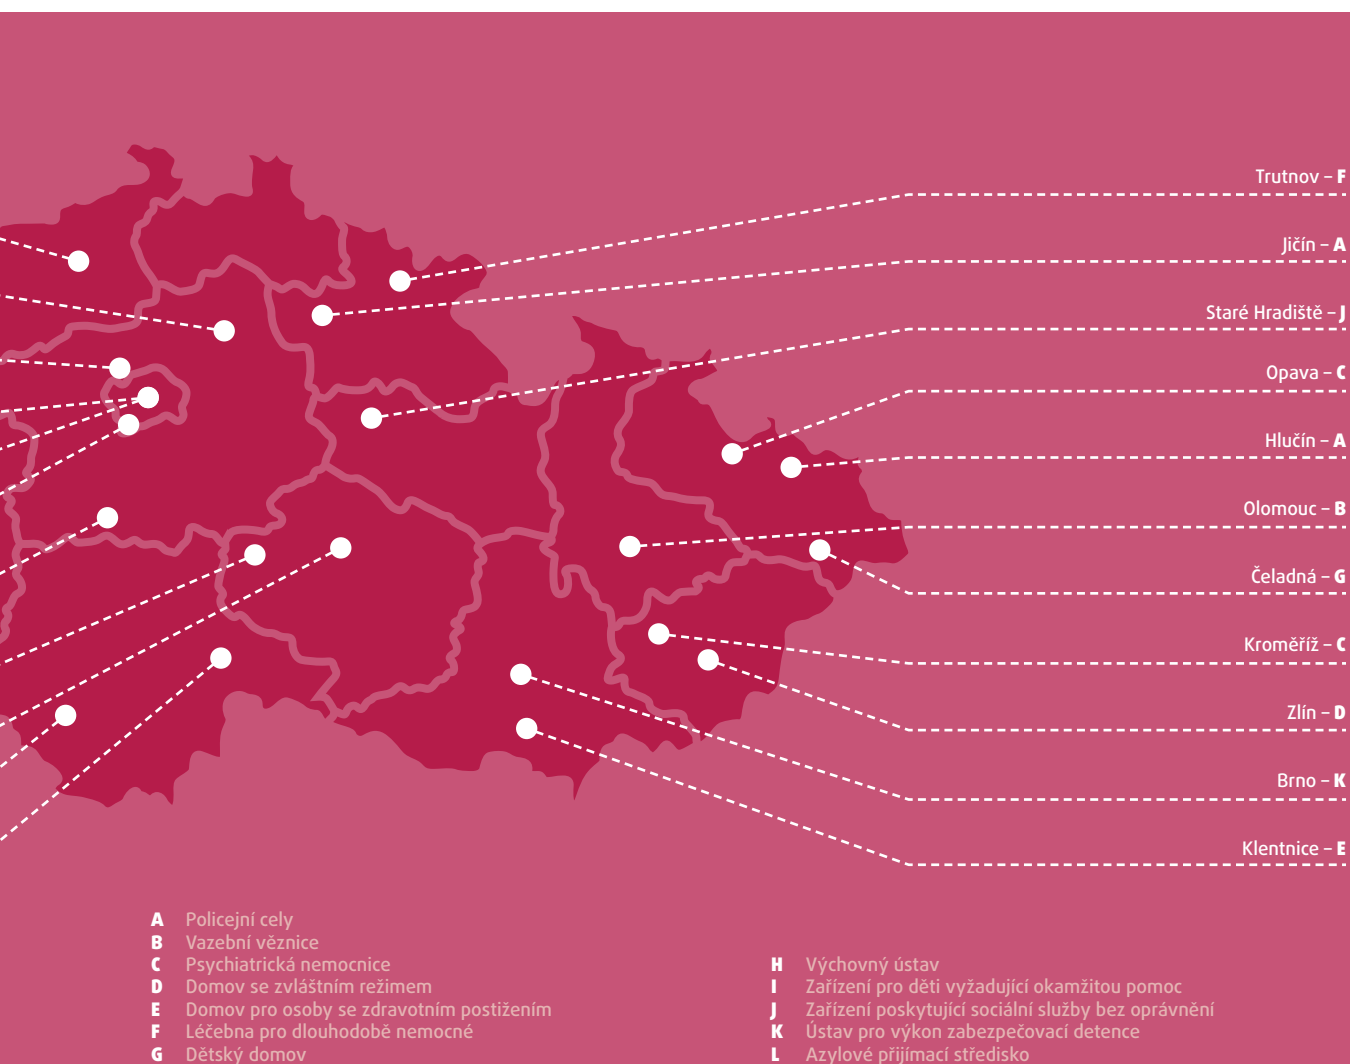 Trutnov – F
Jičín – A
Staré Hradiště – J
Opava – C
Hlučín – A
Olomouc – B
Čeladná – G
Kroměříž – C
Zlín – D
Brno – K
Klentnice – E
A Policejní cely
B Vazební věznice
C Psychiatrická nemocnice
D Domov se zvláštním režimem
E Domov pro osoby se zdravotním postižením
F Léčebna pro dlouhodobě nemocné
G Dětský domov
H Výchovný ústav
I Zařízení pro děti vyžadující okamžitou pomoc
J Zařízení poskytující sociální služby bez oprávnění
K Ústav pro výkon zabezpečovací detence
L Azylové přijímací středisko